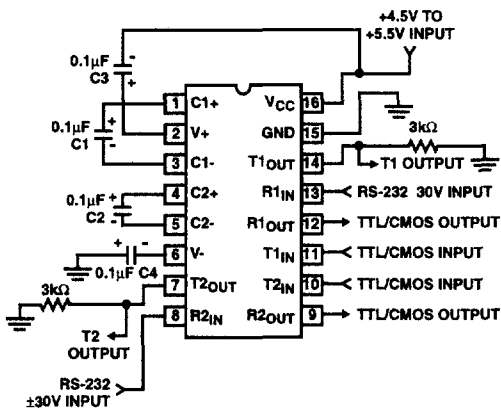 +4.5V TO
+5.5V INPUT
0.1µF
C3
- +
0.1µF
C1
+ -
0.1µF
C2
+ -
+ -
0.1µF C4
3kΩ
T2
OUTPUT
RS-232
±30V INPUT
1 C1+
2 V+
3 C1-
4 C2+
5 C2-
6 V-
7 T2OUT
8 R2IN
VCC 16
GND 15
T1OUT 14
R1IN 13
R1OUT 12
T1IN 11
T2IN 10
R2OUT 9
3kΩ
T1 OUTPUT
RS-232 30V INPUT
TTL/CMOS OUTPUT
TTL/CMOS INPUT
TTL/CMOS INPUT
TTL/CMOS OUTPUT